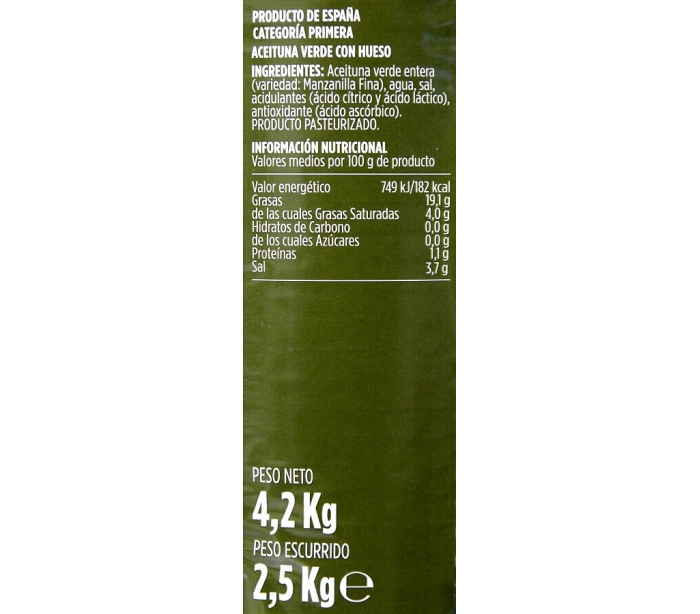 PRODUCTO DE ESPAÑA
CATEGORÍA PRIMERA
ACEITUNA VERDE CON HUESO
INGREDIENTES: Aceituna verde entera
(variedad: Manzanilla Fina), agua, sal,
acidulantes (ácido cítrico y ácido láctico),
antioxidante (ácido ascórbico).
PRODUCTO PASTEURIZADO.
INFORMACIÓN NUTRICIONAL
Valores medios por 100 g de producto
Valor energético 749 kJ/182 kcal
Grasas 19,1 g
de las cuales Grasas Saturadas 4,0 g
Hidratos de Carbono 0,0 g
de los cuales Azúcares 0,0 g
Proteínas 1,1 g
Sal 3,7 g
PESO NETO
4,2 Kg
PESO ESCURRIDO
2,5 Kg e